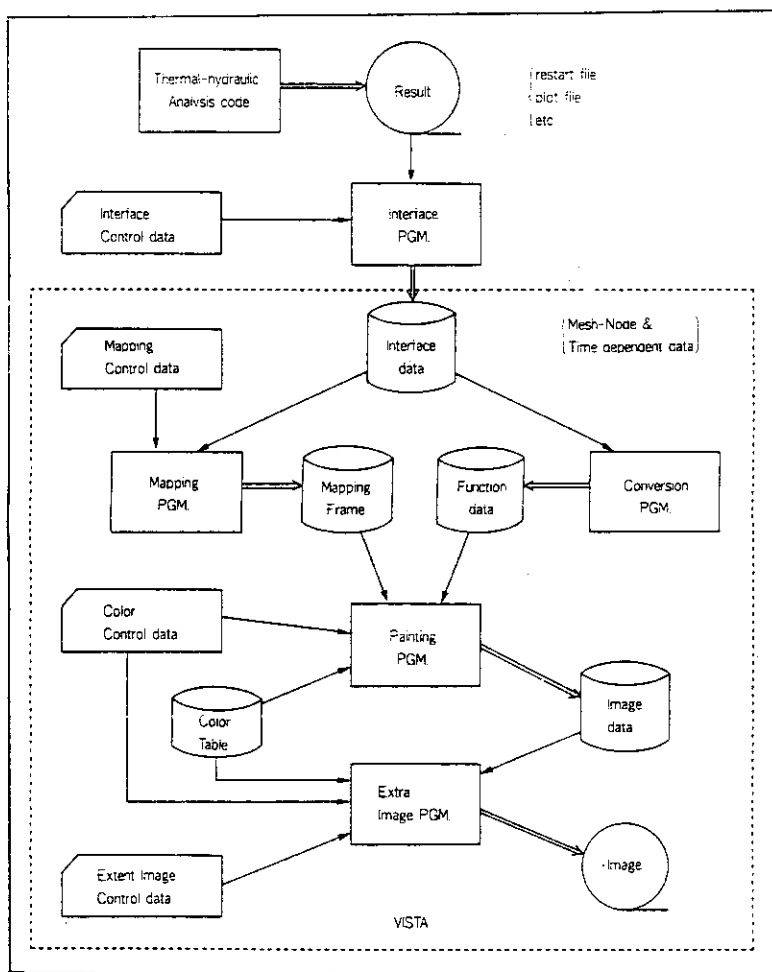 Thermal-hydraulic
Analysis code
Result
restart file
plot file
etc
Interface
Control data
Interface
PGM.
Mapping
Control data
Interface
data
Mesh-Node &
Time dependent data
Mapping
PGM.
Mapping
Frame
Function
data
Conversion
PGM.
Color
Control data
Painting
PGM.
Color
Table
Image
data
Extra
Image PGM.
Extent Image
Control data
Image
VISTA